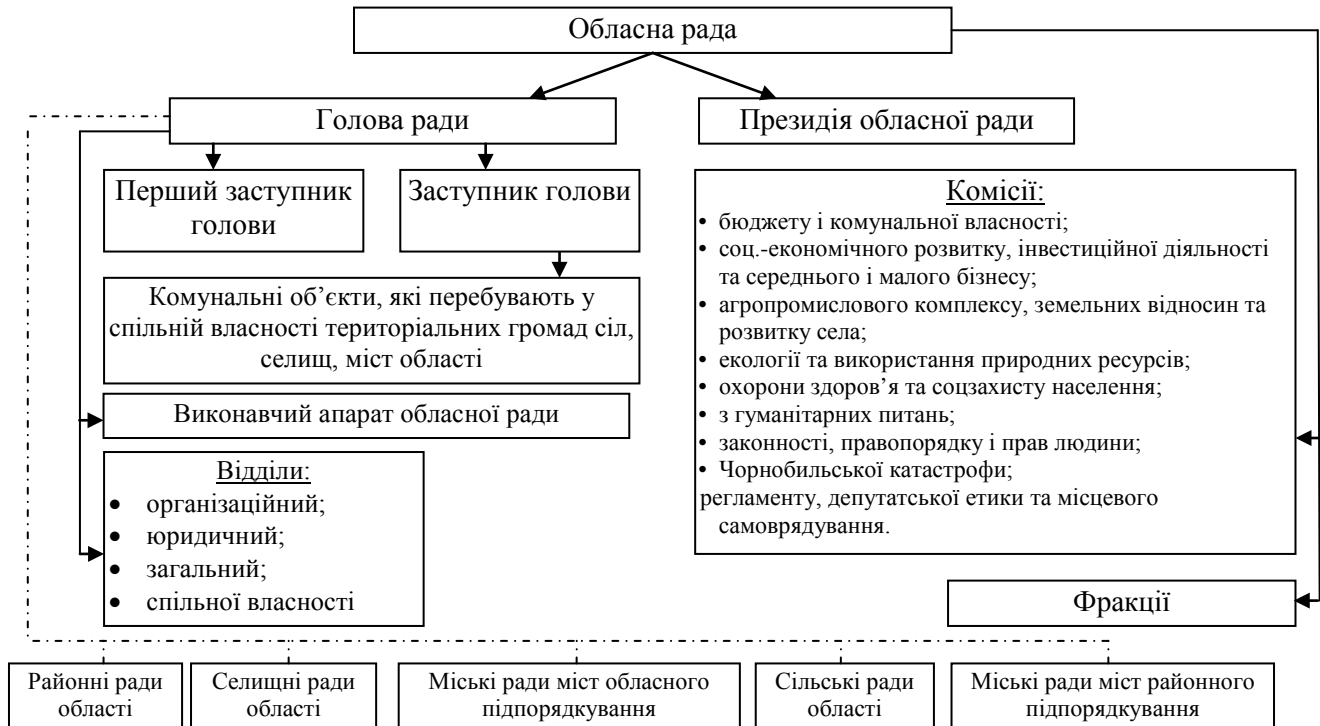 Обласна рада
Голова ради
Президія обласної ради
Перший заступник
голови
Заступник голови
Комунальні об’єкти, які перебувають у
спільній власності територіальних громад сіл,
селищ, міст області
Виконавчий апарат обласної ради
Відділи:
• організаційний;
• юридичний;
• загальний;
• спільної власності
Комісії:
• бюджету і комунальної власності;
• соц.-економічного розвитку, інвестиційної діяльності
та середнього і малого бізнесу;
• агропромислового комплексу, земельних відносин та
розвитку села;
• екології та використання природних ресурсів;
• охорони здоров’я та соцзахисту населення;
• з гуманітарних питань;
• законності, правопорядку і прав людини;
• Чорнобильської катастрофи;
регламенту, депутатської етики та місцевого
самоврядування.
Фракції
Районні ради
області
Селищні ради
області
Міські ради міст обласного
підпорядкування
Сільські ради
області
Міські ради міст районного
підпорядкування